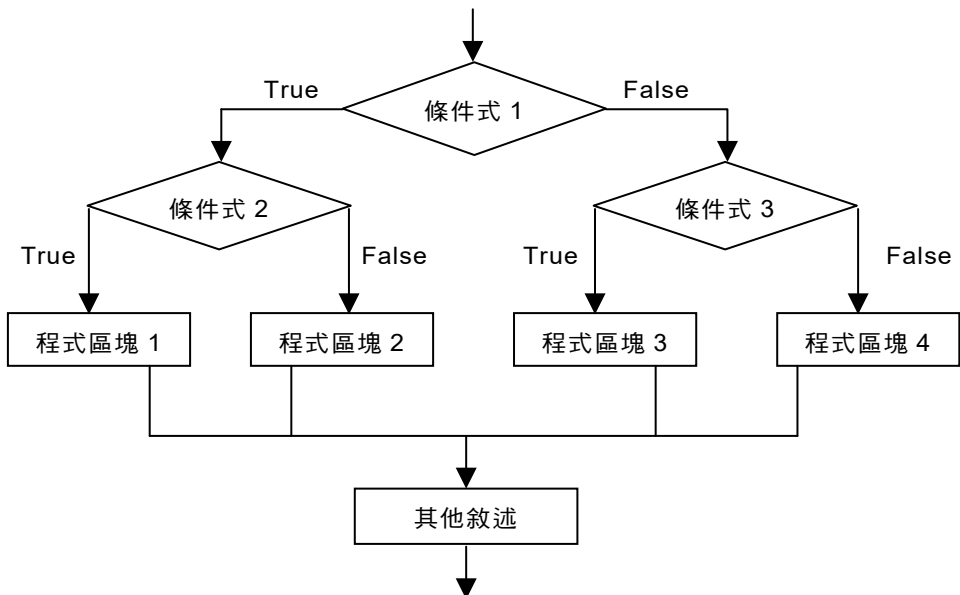 True
False
條件式 1
條件式 2
條件式 3
True
False
True
False
程式區塊 1
程式區塊 2
程式區塊 3
程式區塊 4
其他敘述